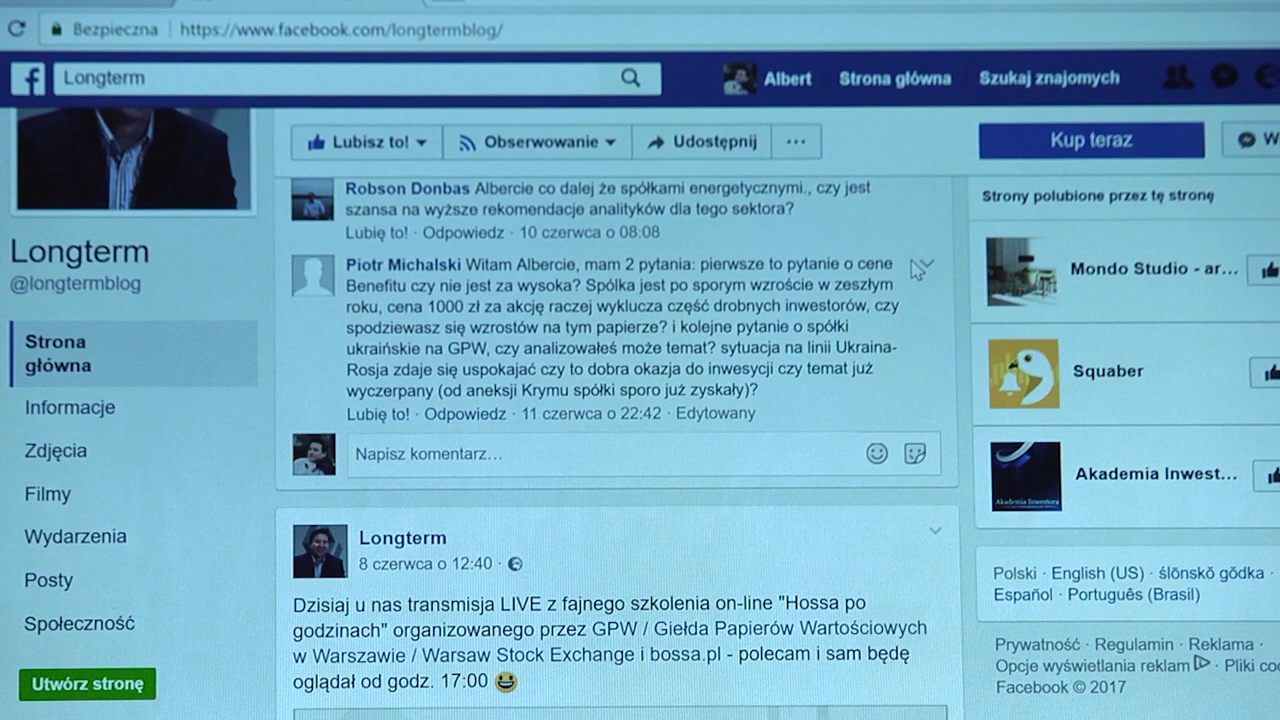 Bezpieczna https://www.facebook.com/longtermblog/
f Longterm Albert Strona główna Szukaj znajomych
Lubisz to! Obserwowanie Udostępnij ... Kup teraz
Longterm
@longtermblog
Strona
główna
Informacje
Zdjęcia
Filmy
Wydarzenia
Posty
Społeczność
Utwórz stronę
Robson Donbas Albercie co dalej że spółkami energetycznymi., czy jest
szansa na wyższe rekomendacje analityków dla tego sektora?
Lubię to! · Odpowiedz · 10 czerwca o 08:08
Piotr Michalski Witam Albercie, mam 2 pytania: pierwsze to pytanie o cene
Benefitu czy nie jest za wysoka? Spólka jest po sporym wzroście w zeszłym
roku, cena 1000 zł za akcję raczej wyklucza część drobnych inwestorów, czy
spodziewasz się wzrostów na tym papierze? i kolejne pytanie o spółki
ukraińskie na GPW, czy analizowałeś może temat? sytuacja na linii Ukraina-
Rosja zdaje się uspokajać czy to dobra okazja do inwesycji czy temat już
wyczerpany (od aneksji Krymu spółki sporo już zyskały)?
Lubię to! · Odpowiedz · 11 czerwca o 22:42 · Edytowany
Napisz komentarz...
Longterm
8 czerwca o 12:40 ·
Dzisiaj u nas transmisja LIVE z fajnego szkolenia on-line "Hossa po
godzinach" organizowanego przez GPW / Giełda Papierów Wartościowych
w Warszawie / Warsaw Stock Exchange i bossa.pl - polecam i sam będę
oglądał od godz. 17:00 😀
Strony polubione przez tę stronę
Mondo Studio - ar...
Squaber
Akademia Inwestora
Akademia Inwest...
Polski · English (US) · ślōnskŏ gŏdka ·
Español · Português (Brasil)
Prywatność · Regulamin · Reklama ·
Opcje wyświetlania reklam · Pliki
Facebook © 2017